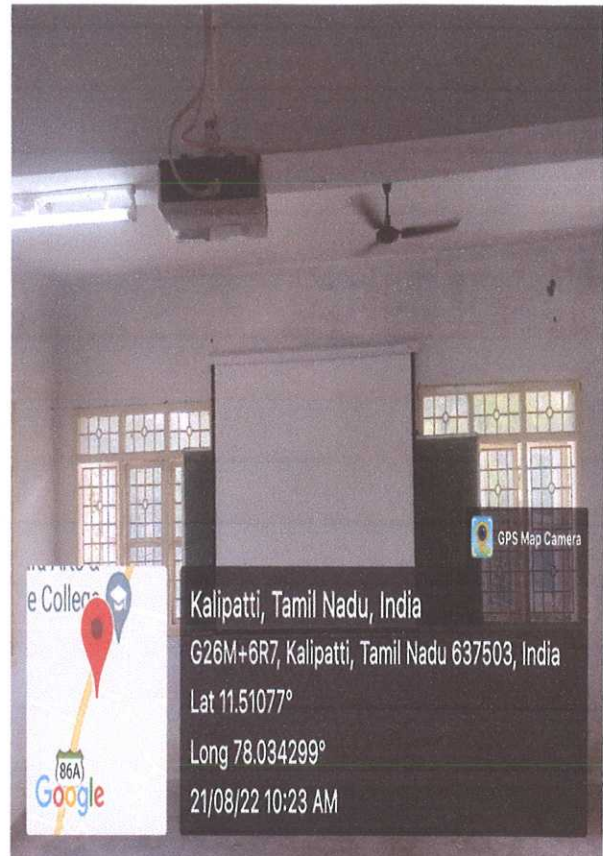 GPS Map Camera
e College
86A
Google
Kalipatti, Tamil Nadu, India
G26M+6R7, Kalipatti, Tamil Nadu 637503, India
Lat 11.51077°
Long 78.034299°
21/08/22 10:23 AM